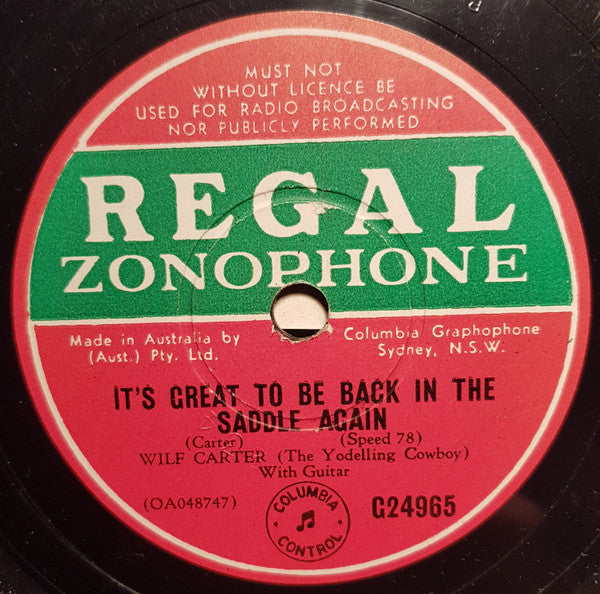 MUST NOT
WITHOUT LICENCE BE
USED FOR RADIO BROADCASTING
NOR PUBLICLY PERFORMED
REGAL
ZONOPHONE
Made in Australia by Columbia Graphophone
(Aust.) Pty. Ltd. Sydney, N.S.W.
IT'S GREAT TO BE BACK IN THE
SADDLE AGAIN
(Carter) (Speed 78)
WILF CARTER (The Yodelling Cowboy)
With Guitar
(OA048747) G24965
COLUMBIA
CONTROL